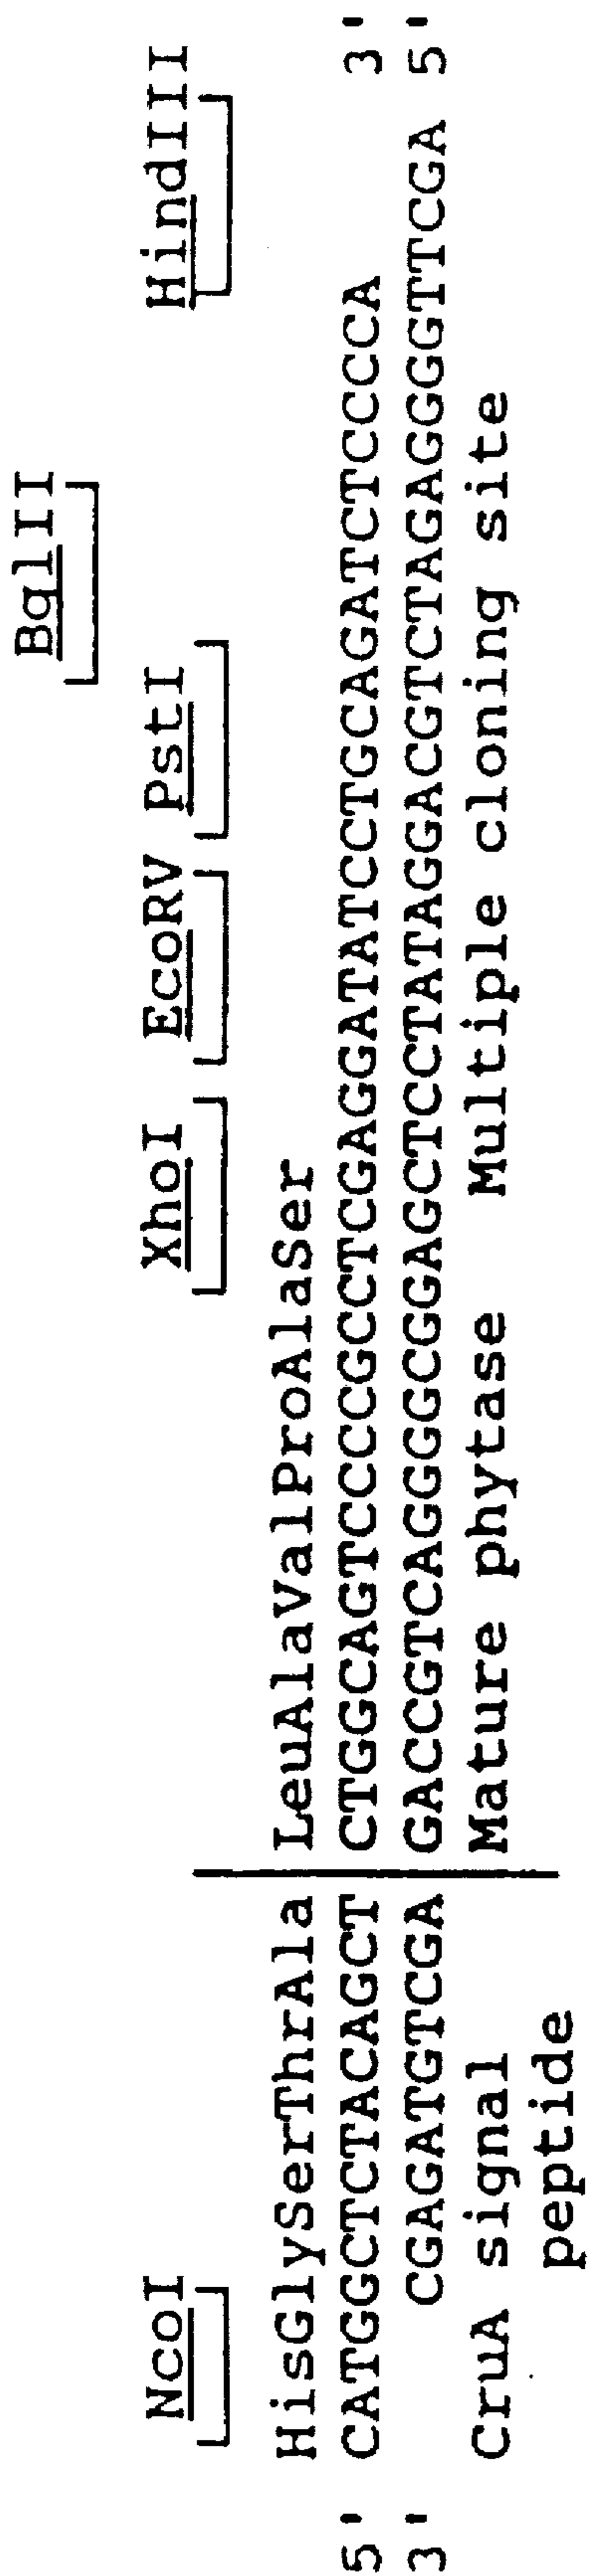 BglII
NcoI XhoI EcoRV PstI HindIII
HisGlySerThrAla LeuAlaValProAlaSer
5' CATGGCTCTACAGCT CTGGCAGTCCCCGCCTCGAGGATATCCTGCAGATCTCCCCA 3'
3' CGAGATGTCGA GACCGTCAGGGGCGGAGCTCCTATAGGACGTCTAGAGGGGTTCGA 5'
CruA signal Mature phytase Multiple cloning site
peptide